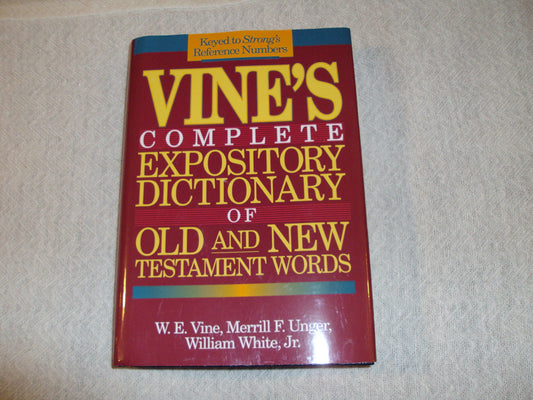 Keyed to Strong's
Reference Numbers
VINE'S
COMPLETE
EXPOSITORY
DICTIONARY
OF
OLD AND NEW
TESTAMENT WORDS
W. E. Vine, Merrill F. Unger,
William White, Jr.